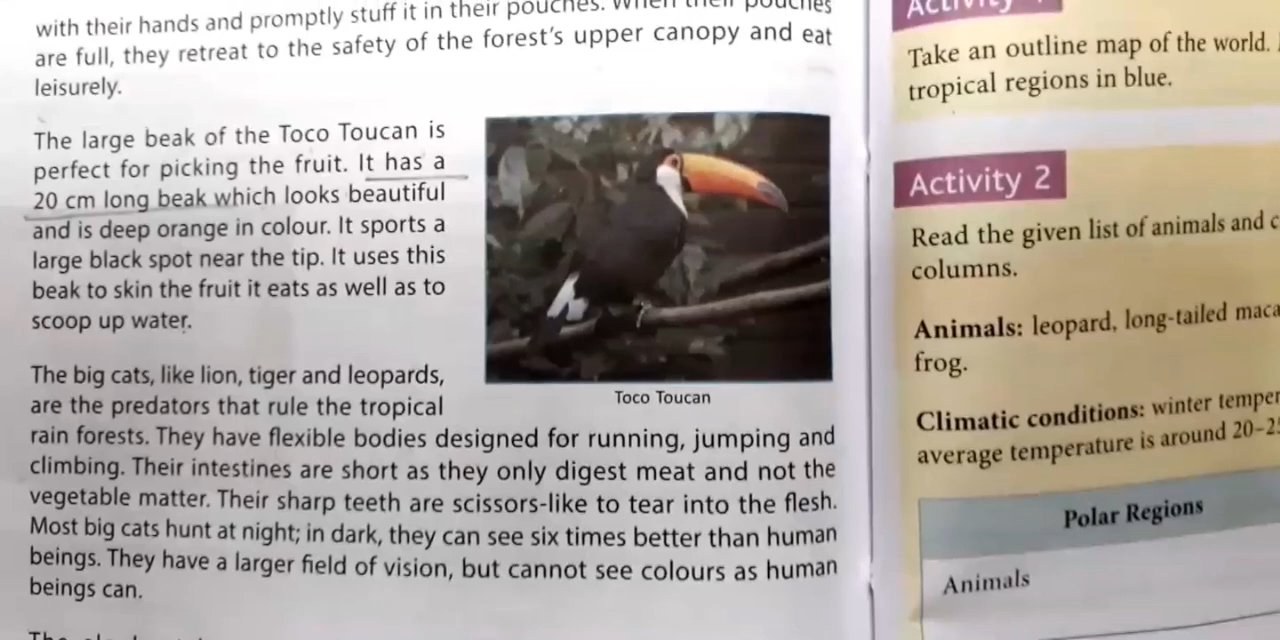 with their hands and promptly stuff it in their pouches. When their pouches
are full, they retreat to the safety of the forest's upper canopy and eat
leisurely.
The large beak of the Toco Toucan is
perfect for picking the fruit. It has a
20 cm long beak which looks beautiful
and is deep orange in colour. It sports a
large black spot near the tip. It uses this
beak to skin the fruit it eats as well as to
scoop up water.
Toco Toucan
The big cats, like lion, tiger and leopards,
are the predators that rule the tropical
rain forests. They have flexible bodies designed for running, jumping and
climbing. Their intestines are short as they only digest meat and not the
vegetable matter. Their sharp teeth are scissors-like to tear into the flesh.
Most big cats hunt at night; in dark, they can see six times better than human
beings. They have a larger field of vision, but cannot see colours as human
beings can.
The
Activity
Take an outline map of the world.
tropical regions in blue.
Activity 2
Read the given list of animals and
columns.
Animals: leopard, long-tailed maca
frog.
Climatic conditions: winter temper
average temperature is around 20–2
Polar Regions
Animals